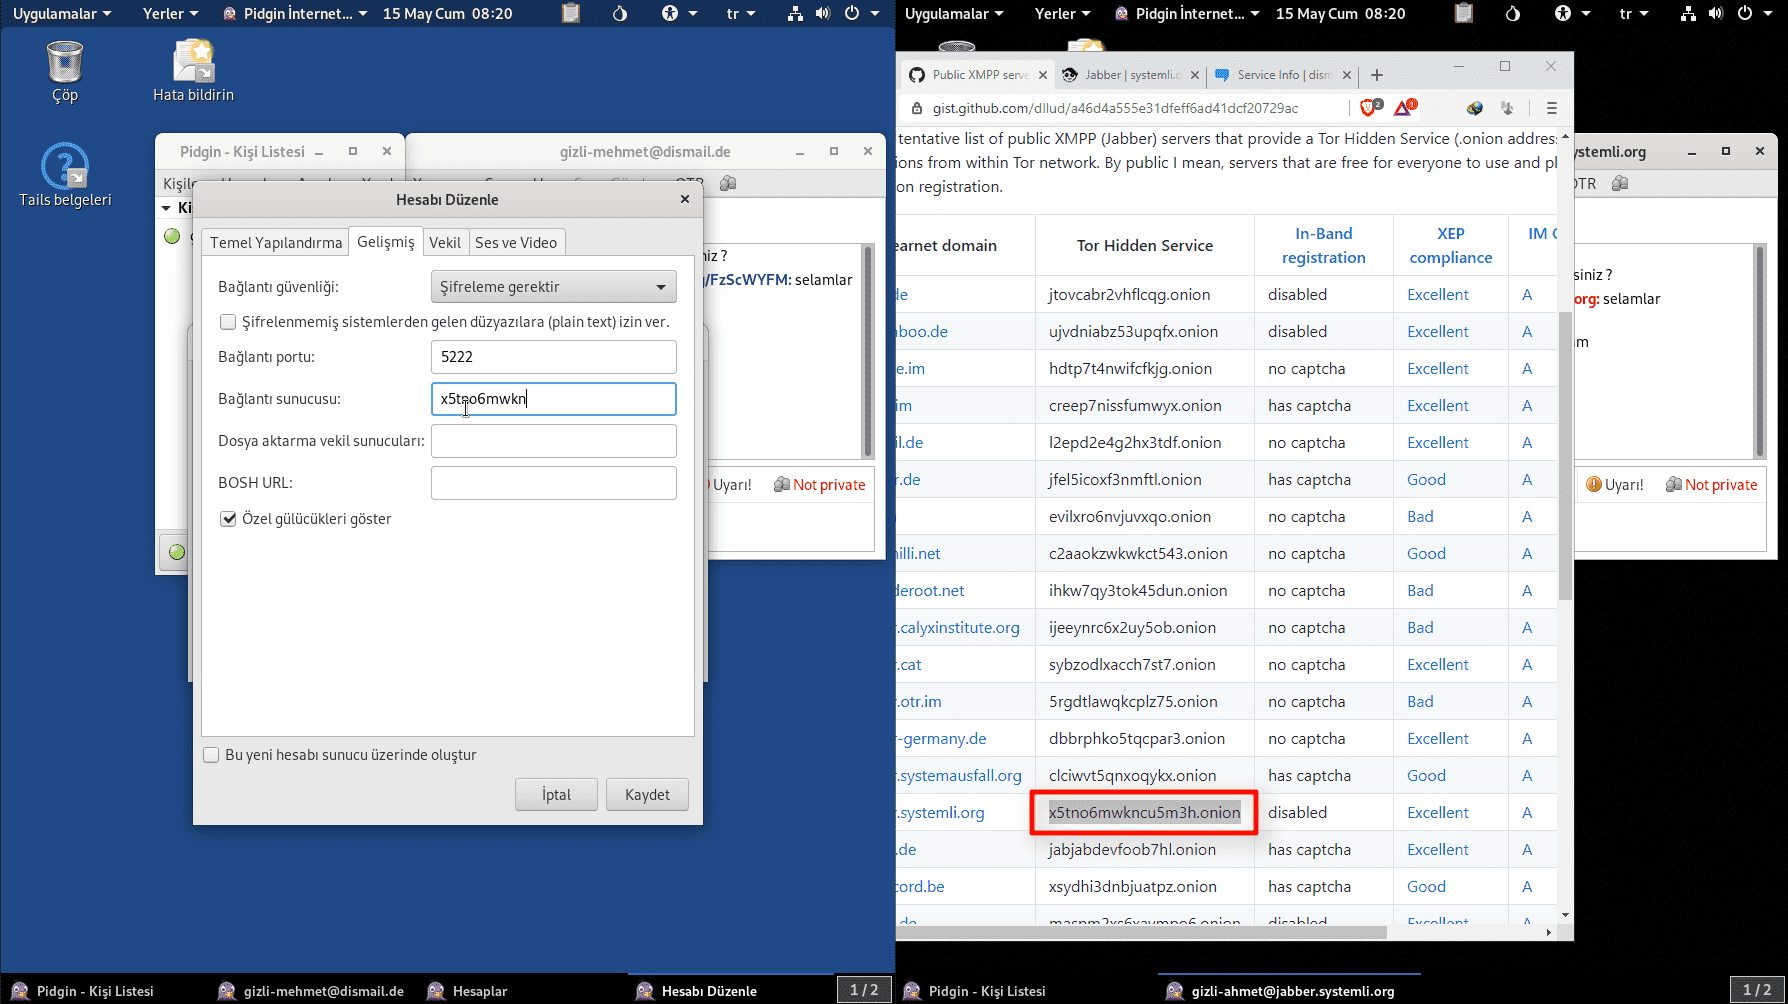 Uygulamalar
Yerler
Pidgin İnternet...
15 May Cum 08:20
tr
Çöp
Hata bildirin
Tails belgeleri
Pidgin - Kişi Listesi
gizli-mehmet@dismail.de
OTR
Hesabı Düzenle
Temel Yapılandırma
Gelişmiş
Vekil
Ses ve Video
Bağlantı güvenliği:
Şifreleme gerektir
Şifrelenmemiş sistemlerden gelen düzyazılara (plain text) izin ver.
Bağlantı portu:
5222
Bağlantı sunucusu:
x5tno6mwkn
Dosya aktarma vekil sunucuları:
BOSH URL:
Özel gülücükleri göster
Bu yeni hesabı sunucu üzerinde oluştur
İptal
Kaydet
niz ?
g/FzScWYFM: selamlar
Uyarı!
Not private
Pidgin - Kişi Listesi
gizli-mehmet@dismail.de
Hesaplar
Hesabı Düzenle
1 / 2
Uygulamalar
Yerler
Pidgin İnternet...
15 May Cum 08:20
tr
Public XMPP serve
Jabber | systemli.o
Service Info | dism
gist.github.com/dllud/a46d4a555e31dfeff6ad41dcf20729ac
2
1
tentative list of public XMPP (Jabber) servers that provide a Tor Hidden Service (.onion address
ions from within Tor network. By public I mean, servers that are free for everyone to use and pl
on registration.
earnet domain Tor Hidden Service In-Band registration XEP compliance IM
de jtovcabr2vhflcqg.onion disabled Excellent A
aboo.de ujvdniabz53upqfx.onion disabled Excellent A
e.im hdtp7t4nwifcfkjg.onion no captcha Excellent A
im creep7nissfumwyx.onion has captcha Excellent A
il.de l2epd2e4g2hx3tdf.onion no captcha Excellent A
r.de jfel5icoxf3nmftl.onion has captcha Good A
evilxro6nvjuvxqo.onion no captcha Bad A
nilli.net c2aaokzwkwkct543.onion no captcha Good A
deroot.net ihkw7qy3tok45dun.onion no captcha Bad A
r.calyxinstitute.org ijeeynrc6x2uy5ob.onion no captcha Bad A
r.cat sybzodlxacch7st7.onion no captcha Excellent A
r.otr.im 5rgdtlawqkcplz75.onion no captcha Bad A
r-germany.de dbbrphko5tqcpar3.onion no captcha Excellent A
r.systemausfall.org clciwvt5qnxoqykx.onion has captcha Good A
r.systemli.org x5tno6mwkncu5m3h.onion disabled Excellent A
.de jabjabdevfoob7hl.onion has captcha Excellent A
cord.be xsydhi3dnbjuatpz.onion has captcha Good A
de maspm2xs6xavmpo6.onion disabled Excellent A
ystemli.org
OTR
siniz ?
org: selamlar
m
Uyarı!
Not private
Pidgin - Kişi Listesi
gizli-ahmet@jabber.systemli.org
1 / 2